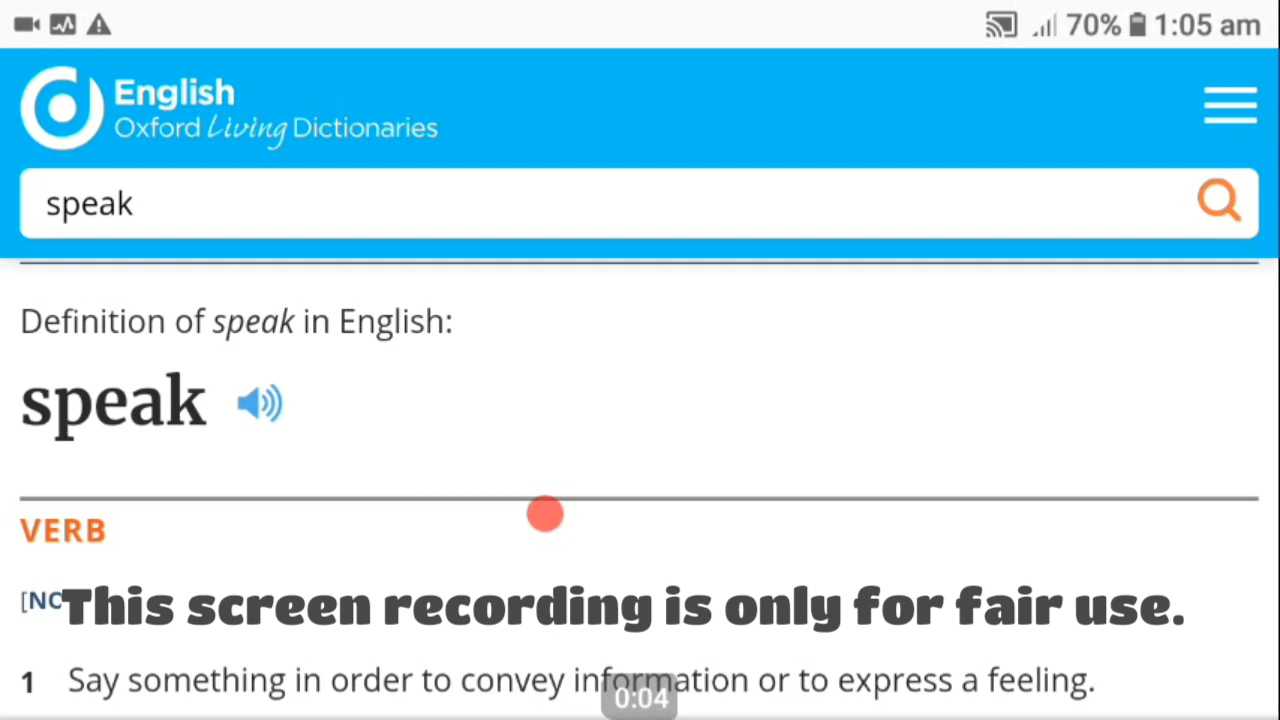 70% 1:05 am
English
Oxford Living Dictionaries
speak
Definition of speak in English:
speak
VERB
[NO
This screen recording is only for fair use.
1 Say something in order to convey information or to express a feeling.
0:04